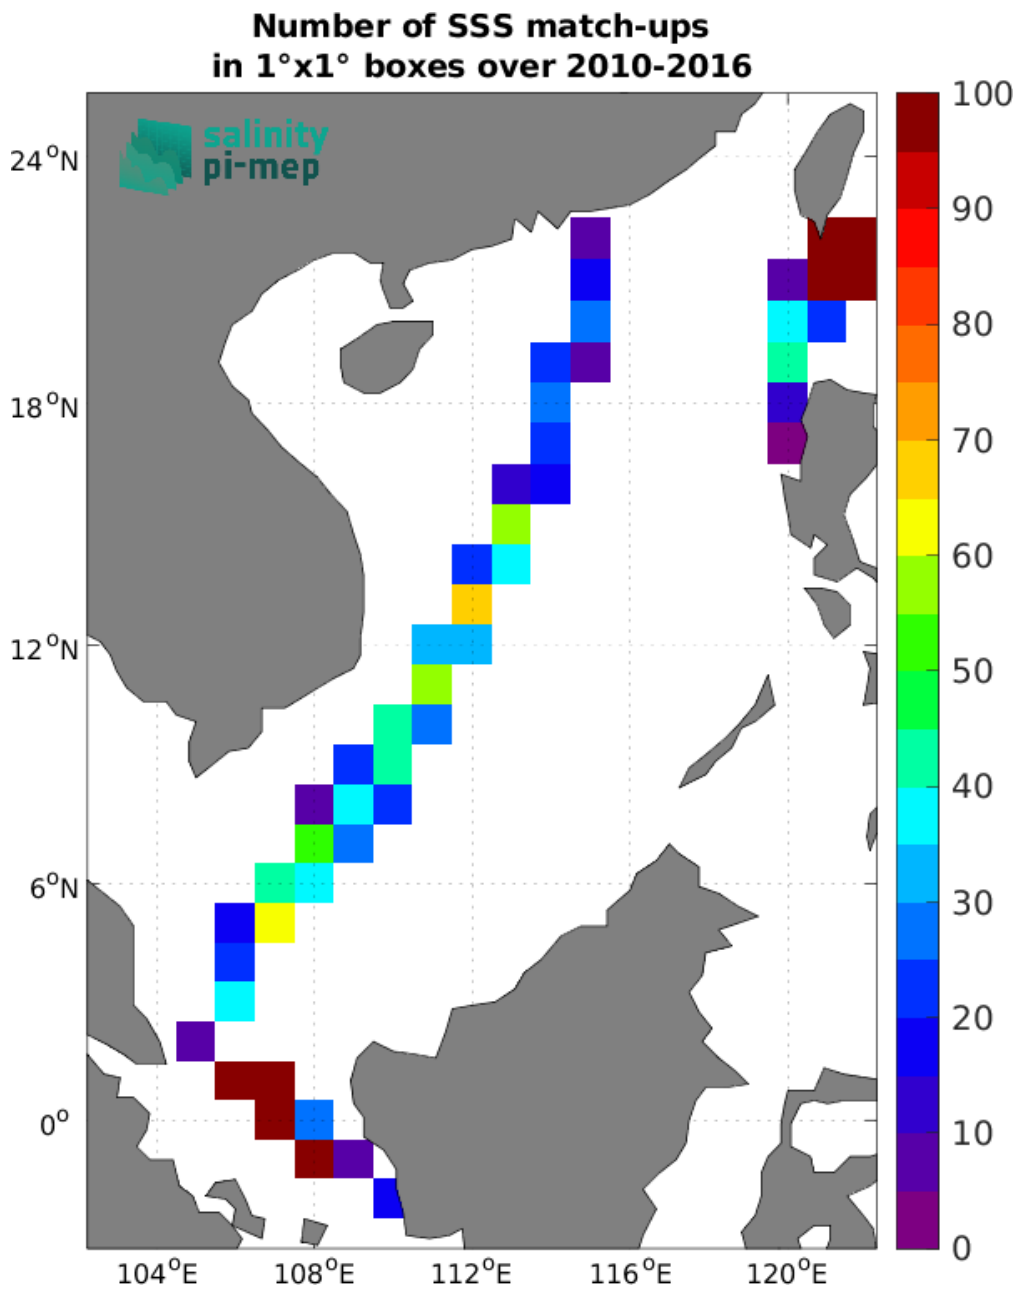 Number of SSS match-ups
in 1°x1° boxes over 2010-2016
salinity
pi-mep
24°N
18°N
12°N
6°N
0°
104°E
108°E
112°E
116°E
120°E
100
90
80
70
60
50
40
30
20
10
0